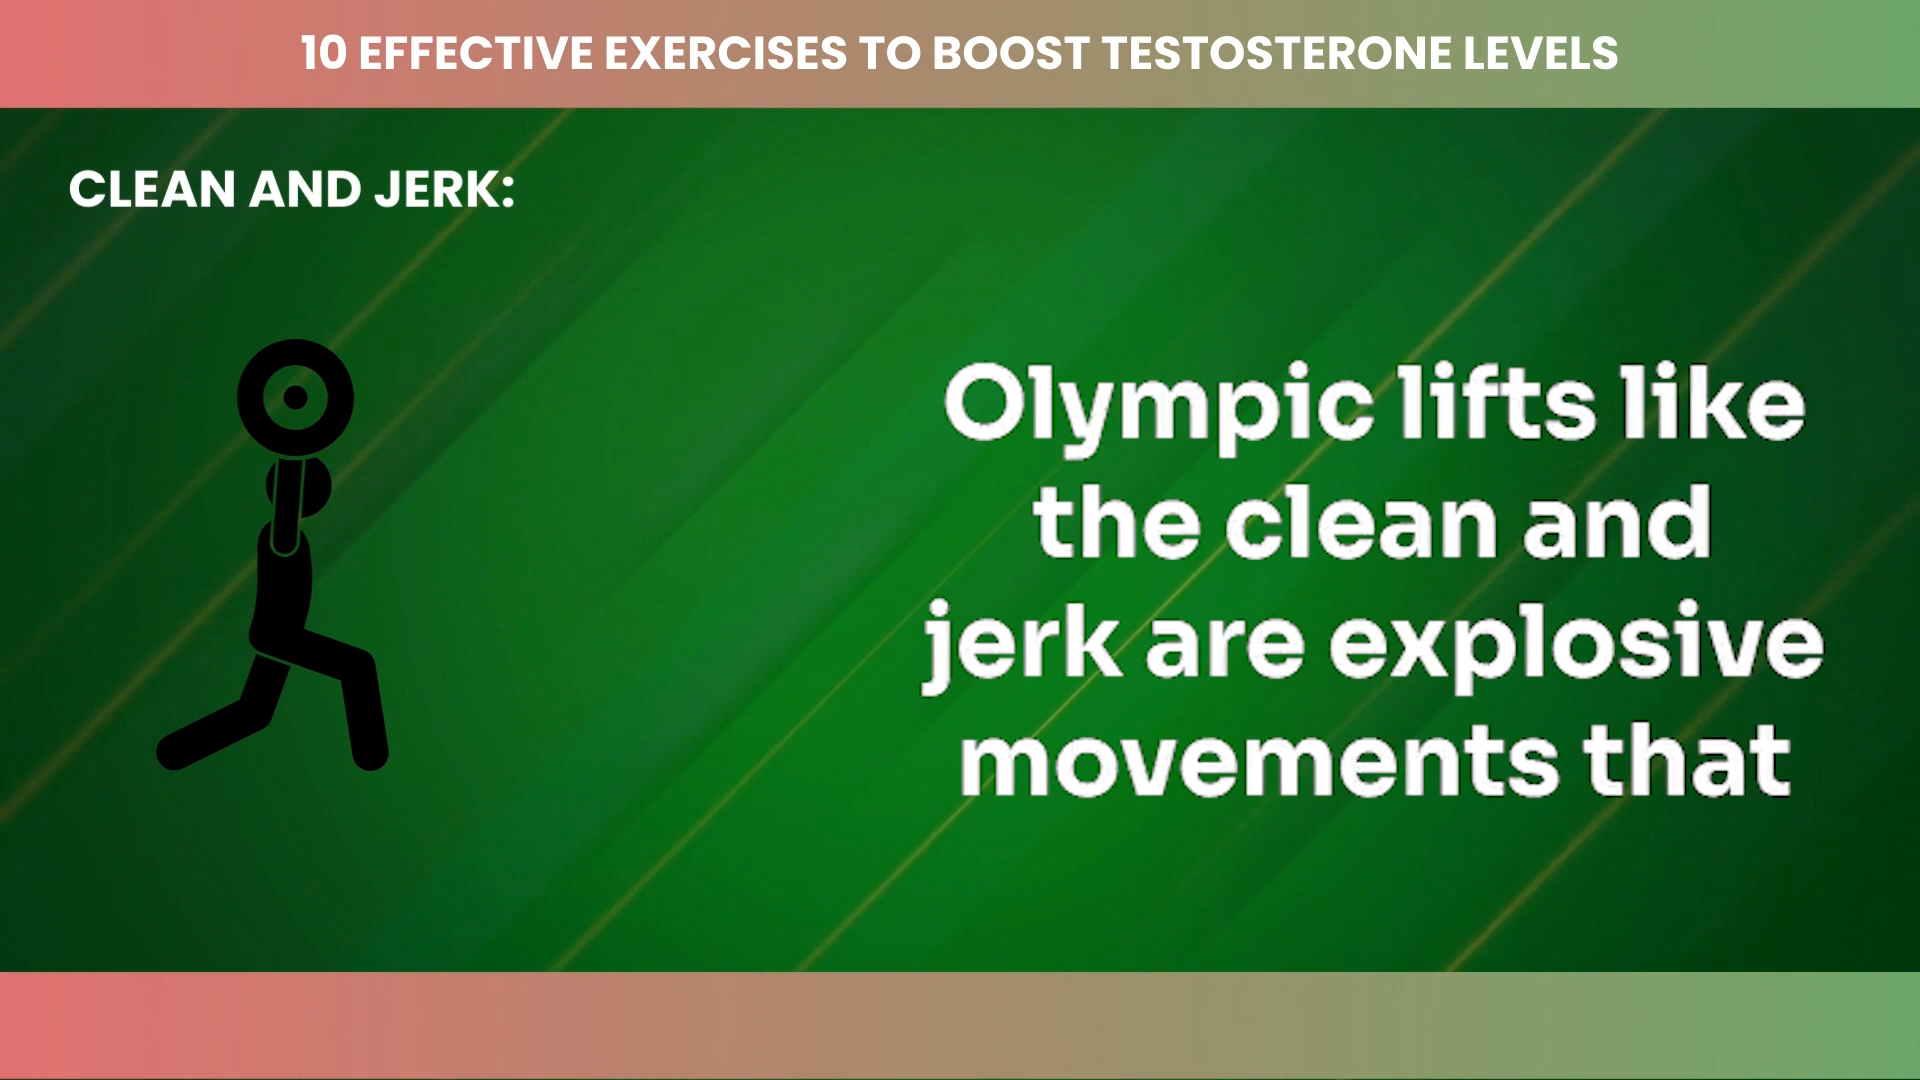 10 EFFECTIVE EXERCISES TO BOOST TESTOSTERONE LEVELS
CLEAN AND JERK:
Olympic lifts like
the clean and
jerk are explosive
movements that